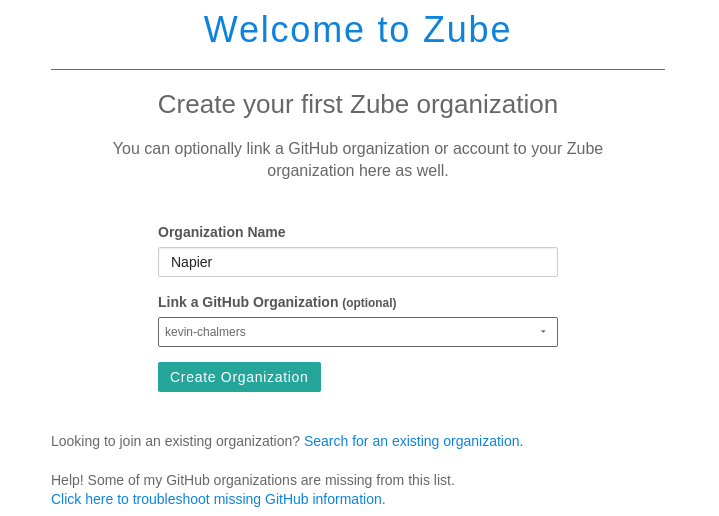 Welcome to Zube
Create your first Zube organization
You can optionally link a GitHub organization or account to your Zube
organization here as well.
Organization Name
Napier
Link a GitHub Organization (optional)
kevin-chalmers
Create Organization
Looking to join an existing organization? Search for an existing organization.
Help! Some of my GitHub organizations are missing from this list.
Click here to troubleshoot missing GitHub information.